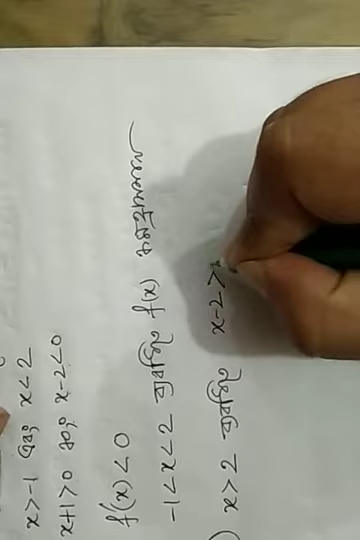 x>-1 এবং x<2
x+1>0 এবং x-2<0
f'(x)<0
-1<x<2 ব্যবধিতে f(x) ক্রমহ্রাসমান
) x>2 ব্যবধিতে x-2>